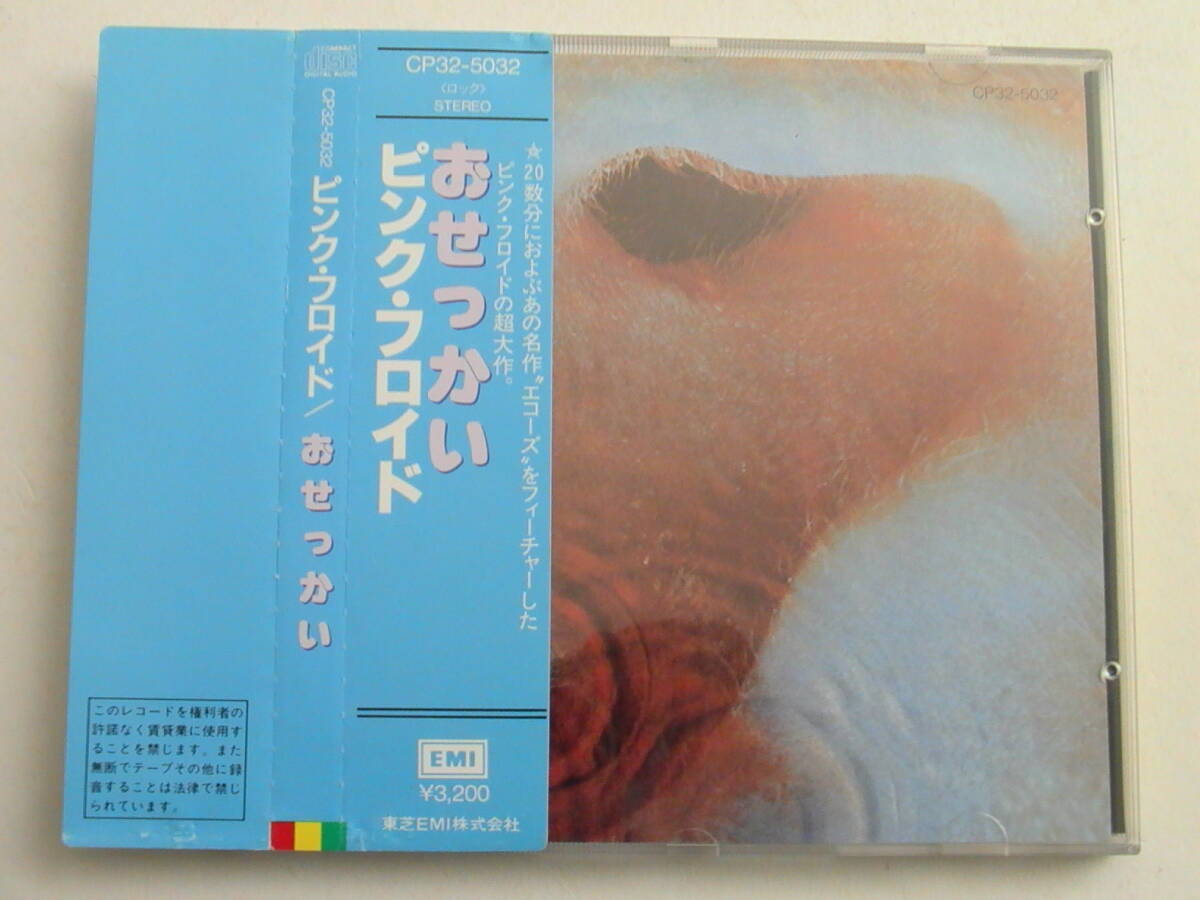 CP32-5032
〈ロック〉
STEREO
おせっかい
ピンク・フロイド
☆20数分におよぶあの名作〝エコーズ〟をフィーチャーした
ピンク・フロイドの超大作。
EMI
¥3,200
東芝EMI株式会社
COMPACT
disc
DIGITAL AUDIO
CP32-5032
ピンク・フロイド/おせっかい
このレコードを権利者の
許諾なく賃貸業に使用す
ることを禁じます。また
無断でテープその他に録
音することは法律で禁じ
られています。
CP32-5032